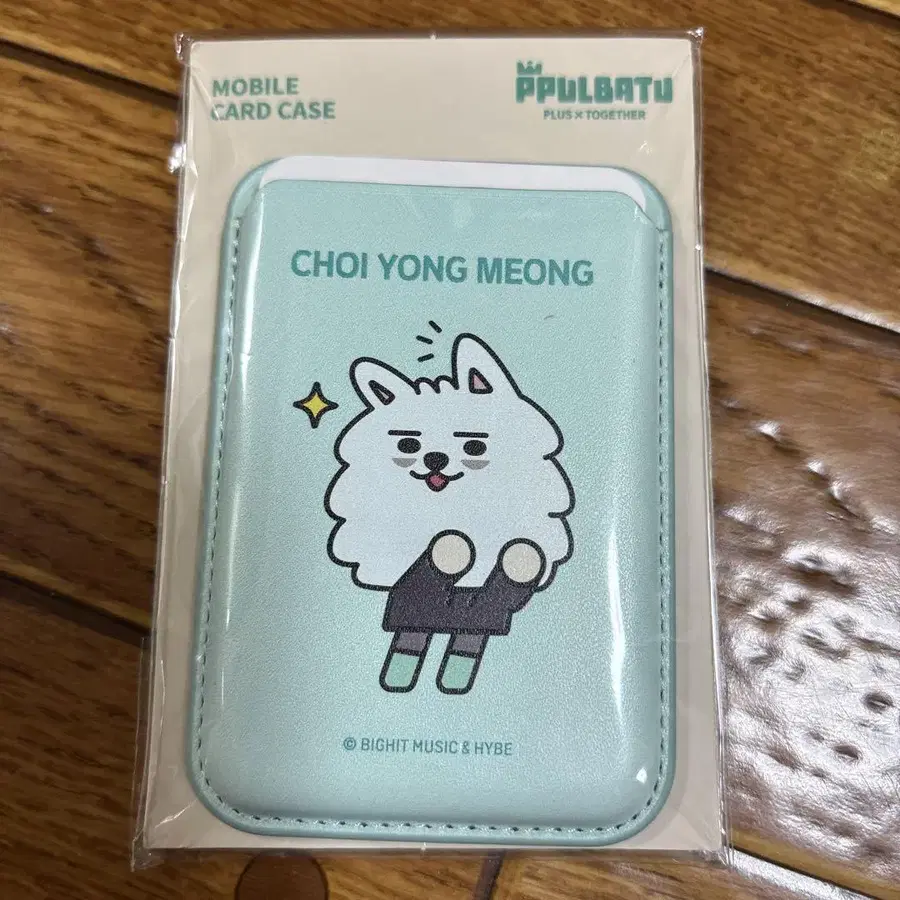 MOBILE
CARD CASE
PPULBATU
PLUS × TOGETHER
CHOI YONG MEONG
© BIGHIT MUSIC & HYBE